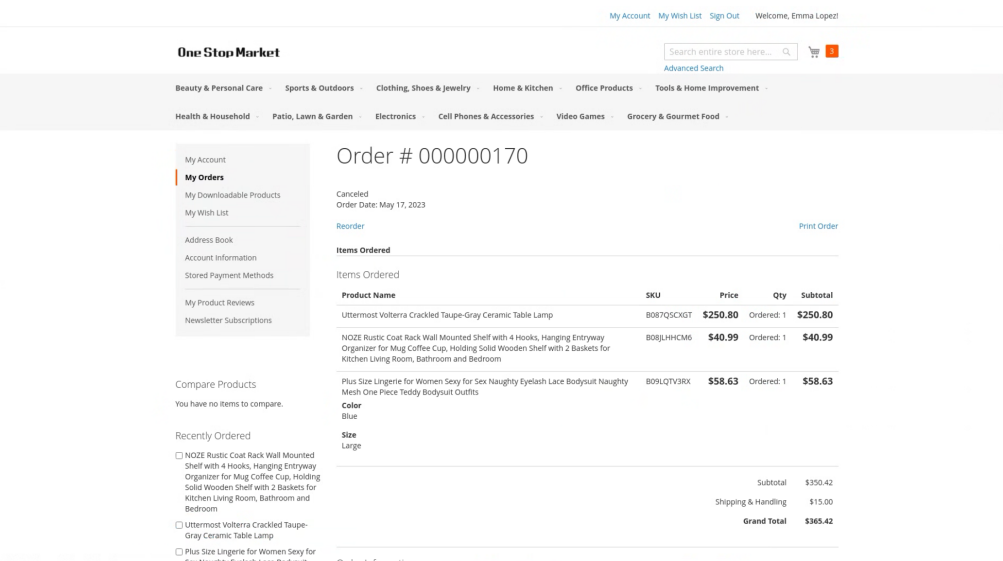 My Account My Wish List Sign Out Welcome, Emma Lopez!
One Stop Market
Search entire store here... 3
Advanced Search
Beauty & Personal Care Sports & Outdoors Clothing, Shoes & Jewelry Home & Kitchen Office Products Tools & Home Improvement
Health & Household Patio, Lawn & Garden Electronics Cell Phones & Accessories Video Games Grocery & Gourmet Food
My Account
My Orders
My Downloadable Products
My Wish List
Address Book
Account Information
Stored Payment Methods
My Product Reviews
Newsletter Subscriptions
Compare Products
You have no items to compare.
Recently Ordered
NOZE Rustic Coat Rack Wall Mounted
Shelf with 4 Hooks, Hanging Entryway
Organizer for Mug Coffee Cup, Holding
Solid Wooden Shelf with 2 Baskets for
Kitchen Living Room, Bathroom and
Bedroom
Uttermost Volterra Crackled Taupe-
Gray Ceramic Table Lamp
Plus Size Lingerie for Women Sexy for
Order # 000000170
Canceled
Order Date: May 17, 2023
Reorder Print Order
Items Ordered
Items Ordered
Product Name SKU Price Qty Subtotal
Uttermost Volterra Crackled Taupe-Gray Ceramic Table Lamp B087QSCXGT $250.80 Ordered: 1 $250.80
NOZE Rustic Coat Rack Wall Mounted Shelf with 4 Hooks, Hanging Entryway B08JLHHCM6 $40.99 Ordered: 1 $40.99
Organizer for Mug Coffee Cup, Holding Solid Wooden Shelf with 2 Baskets for
Kitchen Living Room, Bathroom and Bedroom
Plus Size Lingerie for Women Sexy for Sex Naughty Eyelash Lace Bodysuit Naughty B09LQTV3RX $58.63 Ordered: 1 $58.63
Mesh One Piece Teddy Bodysuit Outfits
Color
Blue
Size
Large
Subtotal $350.42
Shipping & Handling $15.00
Grand Total $365.42